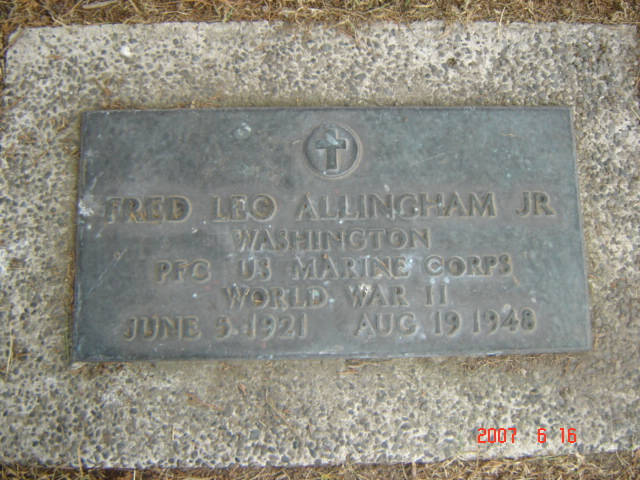 FRED LEO ALLINGHAM JR
WASHINGTON
PFC US MARINE CORPS
WORLD WAR II
JUNE 5 1921 AUG 19 1948
2007 6 16